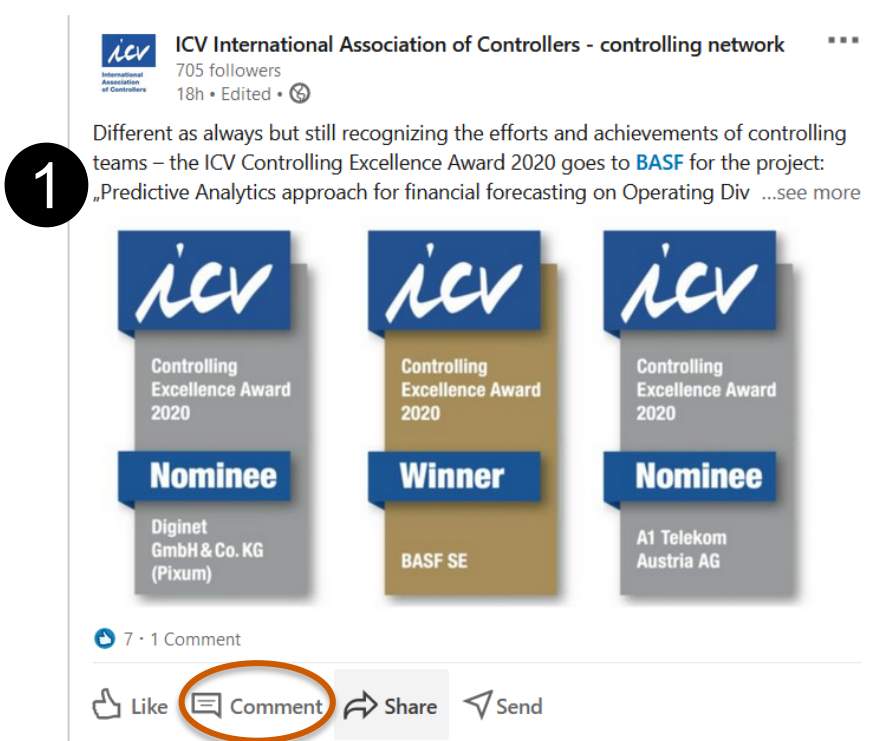 icv
International
Association
of Controllers
ICV International Association of Controllers - controlling network
705 followers
18h • Edited •
Different as always but still recognizing the efforts and achievements of controlling
1
teams – the ICV Controlling Excellence Award 2020 goes to BASF for the project:
„Predictive Analytics approach for financial forecasting on Operating Div ...see more
icv
Controlling
Excellence Award
2020
Nominee
Diginet
GmbH & Co. KG
(Pixum)
icv
Controlling
Excellence Award
2020
Winner
BASF SE
icv
Controlling
Excellence Award
2020
Nominee
A1 Telekom
Austria AG
7 · 1 Comment
Like Comment Share Send